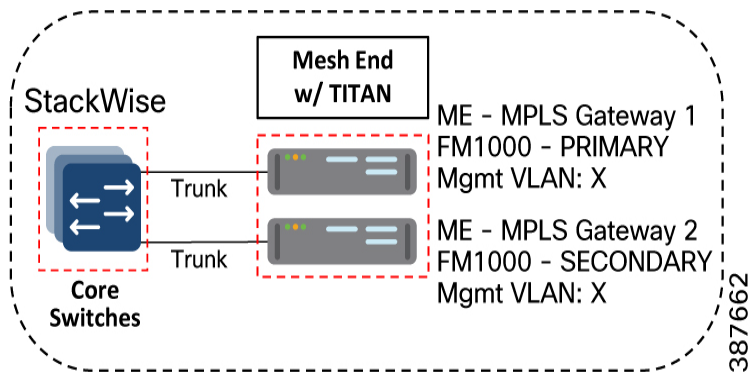 Mesh End
w/ TITAN
StackWise
ME - MPLS Gateway 1
FM1000 - PRIMARY
Mgmt VLAN: X
Trunk
ME - MPLS Gateway 2
FM1000 - SECONDARY
Mgmt VLAN: X
Trunk
Core
Switches
387662